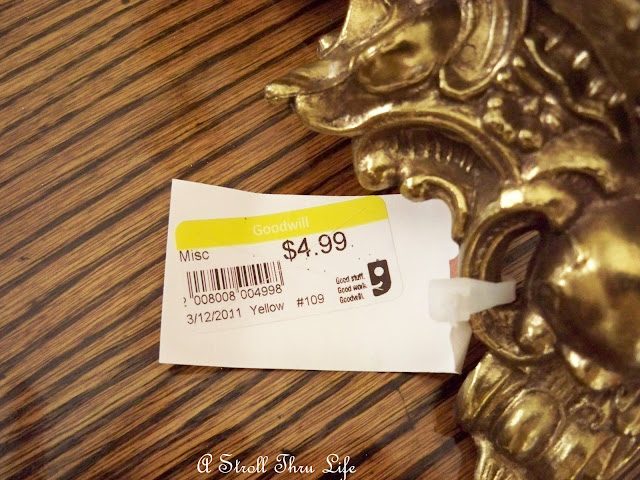 Goodwill
Misc
$4.99
2 008008 004998
Good stuff.
Good work.
Goodwill.
3/12/2011 Yellow #109
A Stroll Thru Life